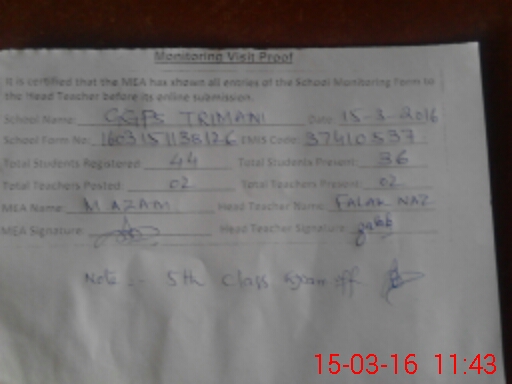 Monitoring Visit Proof
It is certified that the MEA has shown all entries of the School Monitoring Form to
the Head Teacher before its online submission.
School Name: GGPS TRIMANI Date 15-3-2016
School Form No: 1603151138126 EMIS Code: 37410537
Total Students Registered: 44 Total Students Present: 36
Total Teachers Posted: 02 Total Teachers Present: 02
MEA Name: M AZAM Head Teacher Name: FALAK NAZ
MEA Signature: Head Teacher Signature:
Note :- 5th Class off
15-03-16 11:43